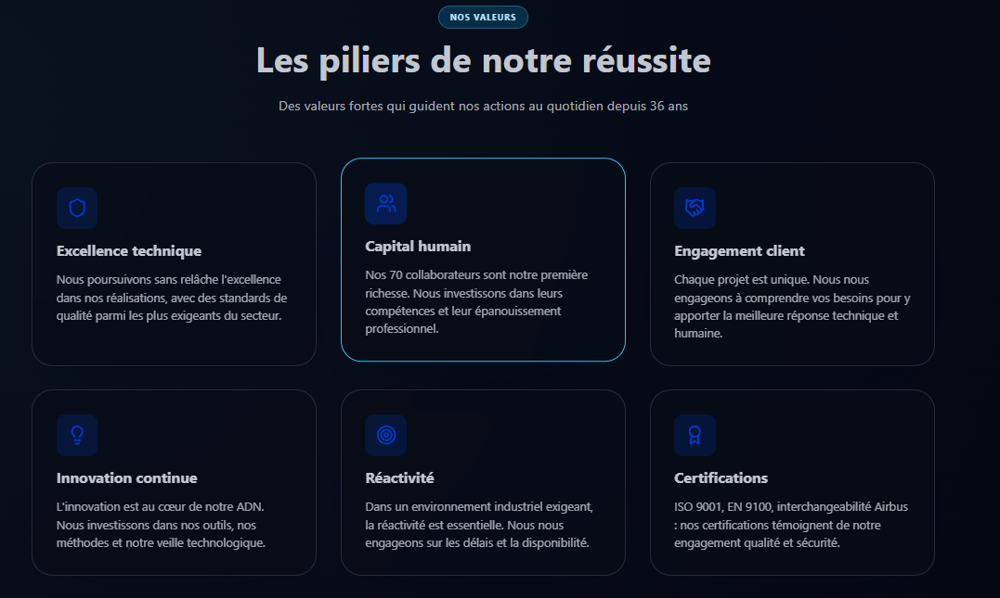 NOS VALEURS
Les piliers de notre réussite
Des valeurs fortes qui guident nos actions au quotidien depuis 36 ans
Excellence technique
Nous poursuivons sans relâche l'excellence
dans nos réalisations, avec des standards de
qualité parmi les plus exigeants du secteur.
Capital humain
Nos 70 collaborateurs sont notre première
richesse. Nous investissons dans leurs
compétences et leur épanouissement
professionnel.
Engagement client
Chaque projet est unique. Nous nous
engageons à comprendre vos besoins pour y
apporter la meilleure réponse technique et
humaine.
Innovation continue
L'innovation est au cœur de notre ADN.
Nous investissons dans nos outils, nos
méthodes et notre veille technologique.
Réactivité
Dans un environnement industriel exigeant,
la réactivité est essentielle. Nous nous
engageons sur les délais et la disponibilité.
Certifications
ISO 9001, EN 9100, interchangeabilité Airbus
: nos certifications témoignent de notre
engagement qualité et sécurité.